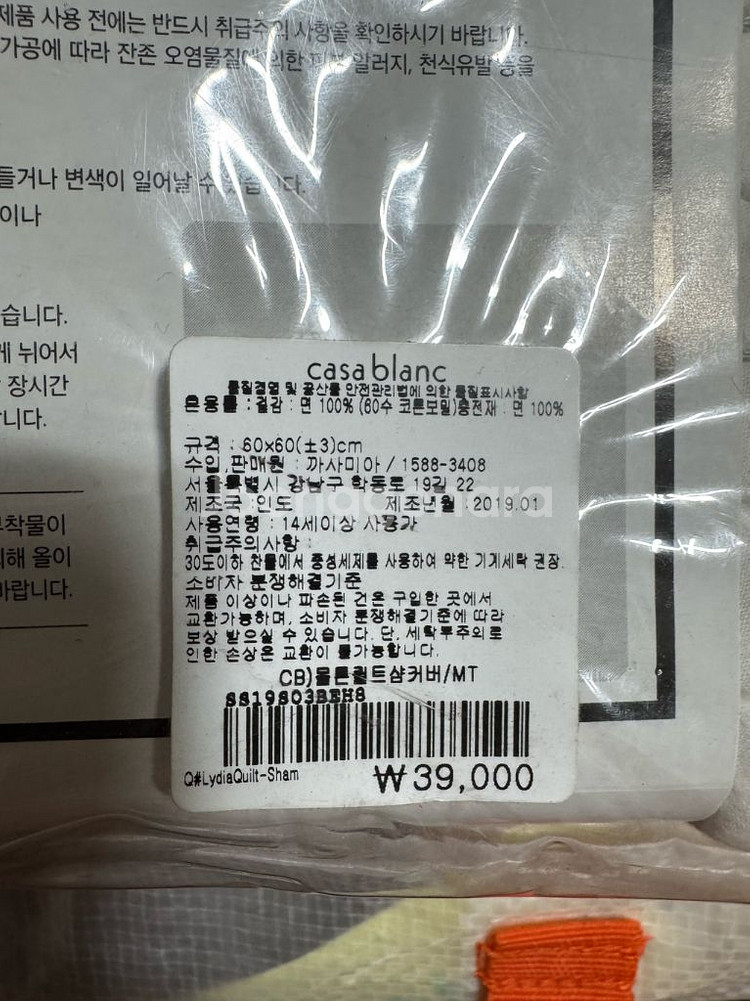 제품 사용 전에는 반드시 취급주의 사항을 확인하시기 바랍니다.
가공에 따라 잔존 오염물질에 의한 알러지, 천식유발 등을
들거나 변색이 일어날 수 있습니다.
이나
습니다.
게 뉘어서
장시간
니다.
부착물이
의해 올이
바랍니다.
casablanc
품질경영 및 공산품 안전관리법에 의한 품질표시사항
혼용률 : 겉감 : 면 100% (60수 코튼보일)충전재 : 면 100%
규격 : 60x60(±3)cm
수입,판매원 : 까사미아 / 1588-3408
서울특별시 강남구 학동로 19길 22
제조국 : 인도 제조년월 : 2019.01
사용연령 : 14세이상 사용가
취급주의사항 :
30도이하 찬물에서 중성세제를 사용하여 약한 기계세탁 권장.
소비자 분쟁해결기준
제품 이상이나 파손된 건은 구입한 곳에서
교환가능하며, 소비자 분쟁해결기준에 따라
보상 받으실 수 있습니다. 단, 세탁부주의로
인한 손상은 교환이 불가능합니다.
CB)몰튼퀼트샴커버/MT
SS19S03BEH8
Q#LydiaQuilt-Sham
₩39,000